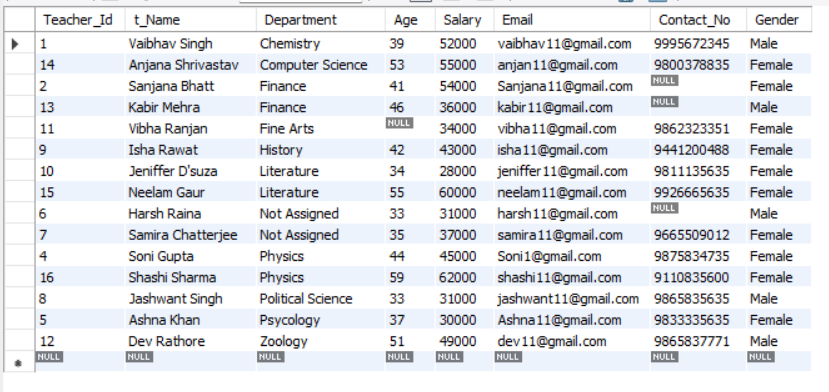 Teacher_Id t_Name Department Age Salary Email Contact_No Gender
1 Vaibhav Singh Chemistry 39 52000 vaibhav11@gmail.com 9995672345 Male
14 Anjana Shrivastav Computer Science 53 55000 anjan11@gmail.com 9800378835 Female
2 Sanjana Bhatt Finance 41 54000 Sanjana11@gmail.com NULL Female
13 Kabir Mehra Finance 46 36000 kabir11@gmail.com NULL Male
11 Vibha Ranjan Fine Arts NULL 34000 vibha11@gmail.com 9862323351 Female
9 Isha Rawat History 42 43000 isha11@gmail.com 9441200488 Female
10 Jeniffer D'suza Literature 34 28000 jeniffer11@gmail.com 9811135635 Female
15 Neelam Gaur Literature 55 60000 neelam11@gmail.com 9926665635 Female
6 Harsh Raina Not Assigned 33 31000 harsh11@gmail.com NULL Male
7 Samira Chatterjee Not Assigned 35 37000 samira11@gmail.com 9665509012 Female
4 Soni Gupta Physics 44 45000 Soni1@gmail.com 9875834735 Female
16 Shashi Sharma Physics 59 62000 shashi11@gmail.com 9110835600 Female
8 Jashwant Singh Political Science 33 31000 jashwant11@gmail.com 9865835635 Male
5 Ashna Khan Psycology 37 30000 Ashna11@gmail.com 9833335635 Female
12 Dev Rathore Zoology 51 49000 dev11@gmail.com 9865837771 Male
NULL NULL NULL NULL NULL NULL NULL NULL